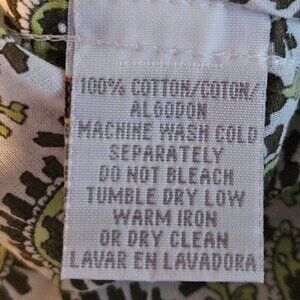 100% COTTON/COTON/
ALGODON
MACHINE WASH COLD
SEPARATELY
DO NOT BLEACH
TUMBLE DRY LOW
WARM IRON
OR DRY CLEAN
LAVAR EN LAVADORA